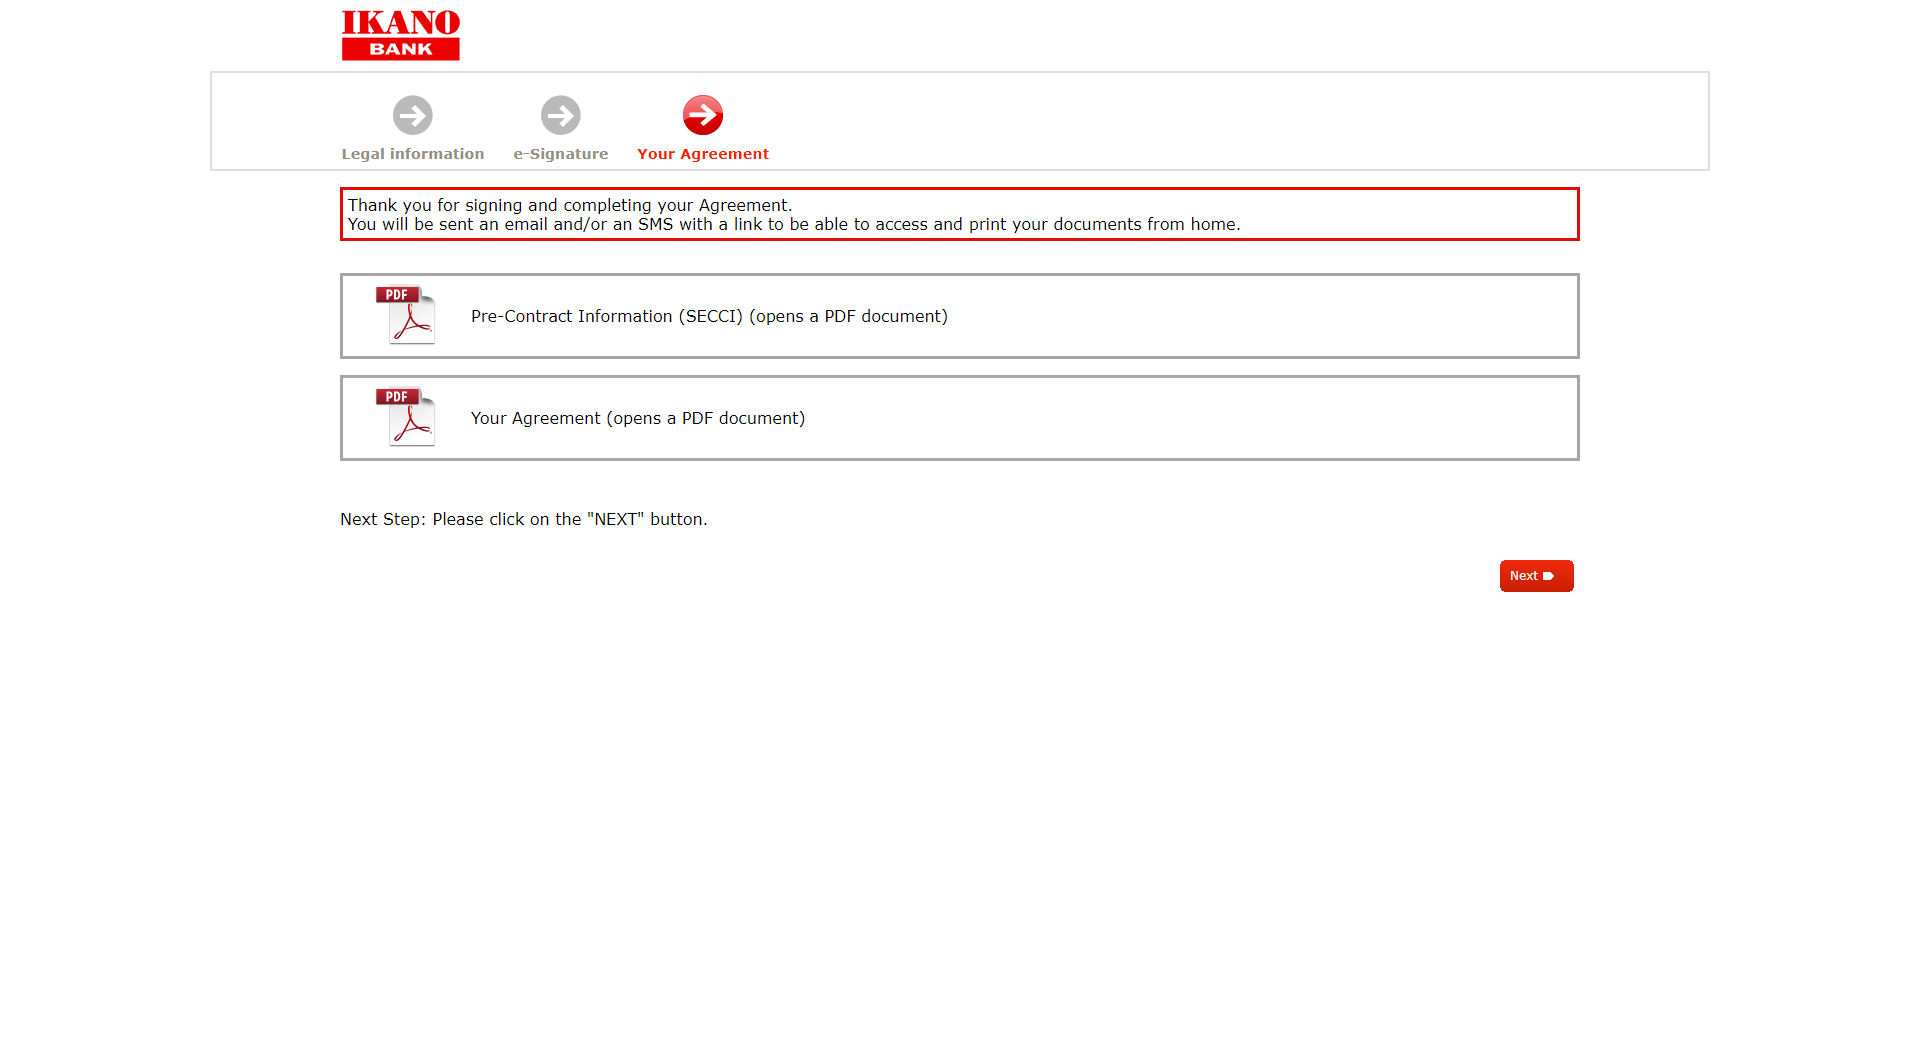 IKANO
BANK
Legal information
e-Signature
Your Agreement
Thank you for signing and completing your Agreement.
You will be sent an email and/or an SMS with a link to be able to access and print your documents from home.
PDF
Pre-Contract Information (SECCI) (opens a PDF document)
PDF
Your Agreement (opens a PDF document)
Next Step: Please click on the "NEXT" button.
Next